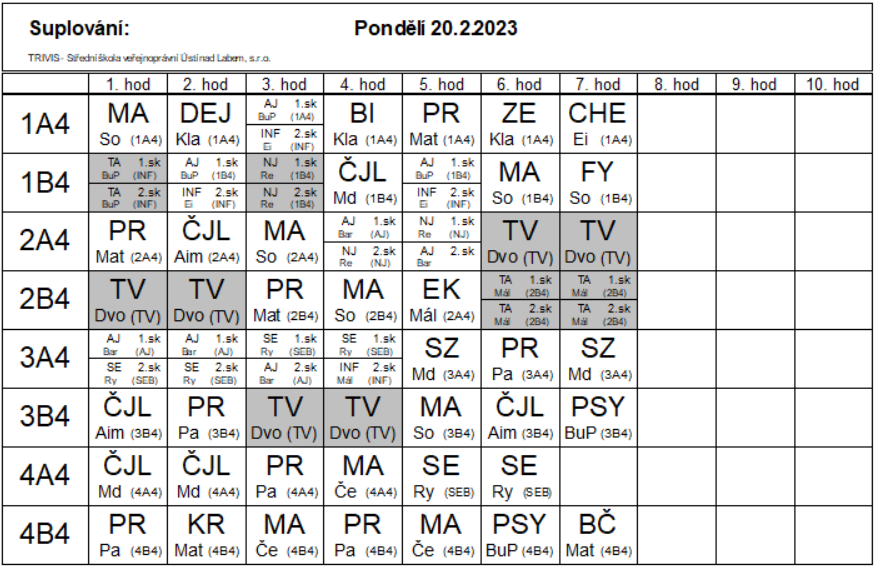 Suplování: Pondělí 20.2.2023
TRIVIS - Střední škola veřejnoprávní Ústí nad Labem, s.r.o.
1. hod 2. hod 3. hod 4. hod 5. hod 6. hod 7. hod 8. hod 9. hod 10. hod
1A4
MA So (1A4)
DEJ Kla (1A4)
AJ 1.sk BuP (1A4)
INF 2.sk Ei (INF)
BI Kla (1A4)
PR Mat (1A4)
ZE Kla (1A4)
CHE Ei (1A4)
1B4
TA 1.sk BuP (INF)
TA 2.sk BuP (INF)
AJ 1.sk BuP (1B4)
INF 2.sk Ei (INF)
NJ 1.sk Re (1B4)
NJ 2.sk Re (1B4)
ČJL Md (1B4)
AJ 1.sk BuP (1B4)
INF 2.sk Ei (INF)
MA So (1B4)
FY So (1B4)
2A4
PR Mat (2A4)
ČJL Aim (2A4)
MA So (2A4)
AJ 1.sk Bar (AJ)
NJ 2.sk Re (NJ)
NJ 1.sk Re (NJ)
AJ 2.sk Bar
TV Dvo (TV)
TV Dvo (TV)
2B4
TV Dvo (TV)
TV Dvo (TV)
PR Mat (2B4)
MA So (2B4)
EK Mál (2A4)
TA 1.sk Mál (2B4)
TA 2.sk Mál (2B4)
TA 1.sk Mál (2B4)
TA 2.sk Mál (2B4)
3A4
AJ 1.sk Bar (AJ)
SE 2.sk Ry (SEB)
AJ 1.sk Bar (AJ)
SE 2.sk Ry (SEB)
SE 1.sk Ry (SEB)
AJ 2.sk Bar (AJ)
SE 1.sk Ry (SEB)
INF 2.sk Mál (INF)
SZ Md (3A4)
PR Pa (3A4)
SZ Md (3A4)
3B4
ČJL Aim (3B4)
PR Pa (3B4)
TV Dvo (TV)
TV Dvo (TV)
MA So (3B4)
ČJL Aim (3B4)
PSY BuP (3B4)
4A4
ČJL Md (4A4)
ČJL Md (4A4)
PR Pa (4A4)
MA Če (4A4)
SE Ry (SEB)
SE Ry (SEB)
4B4
PR Pa (4B4)
KR Mat (4B4)
MA Če (4B4)
PR Pa (4B4)
MA Če (4B4)
PSY BuP (4B4)
BČ Mat (4B4)